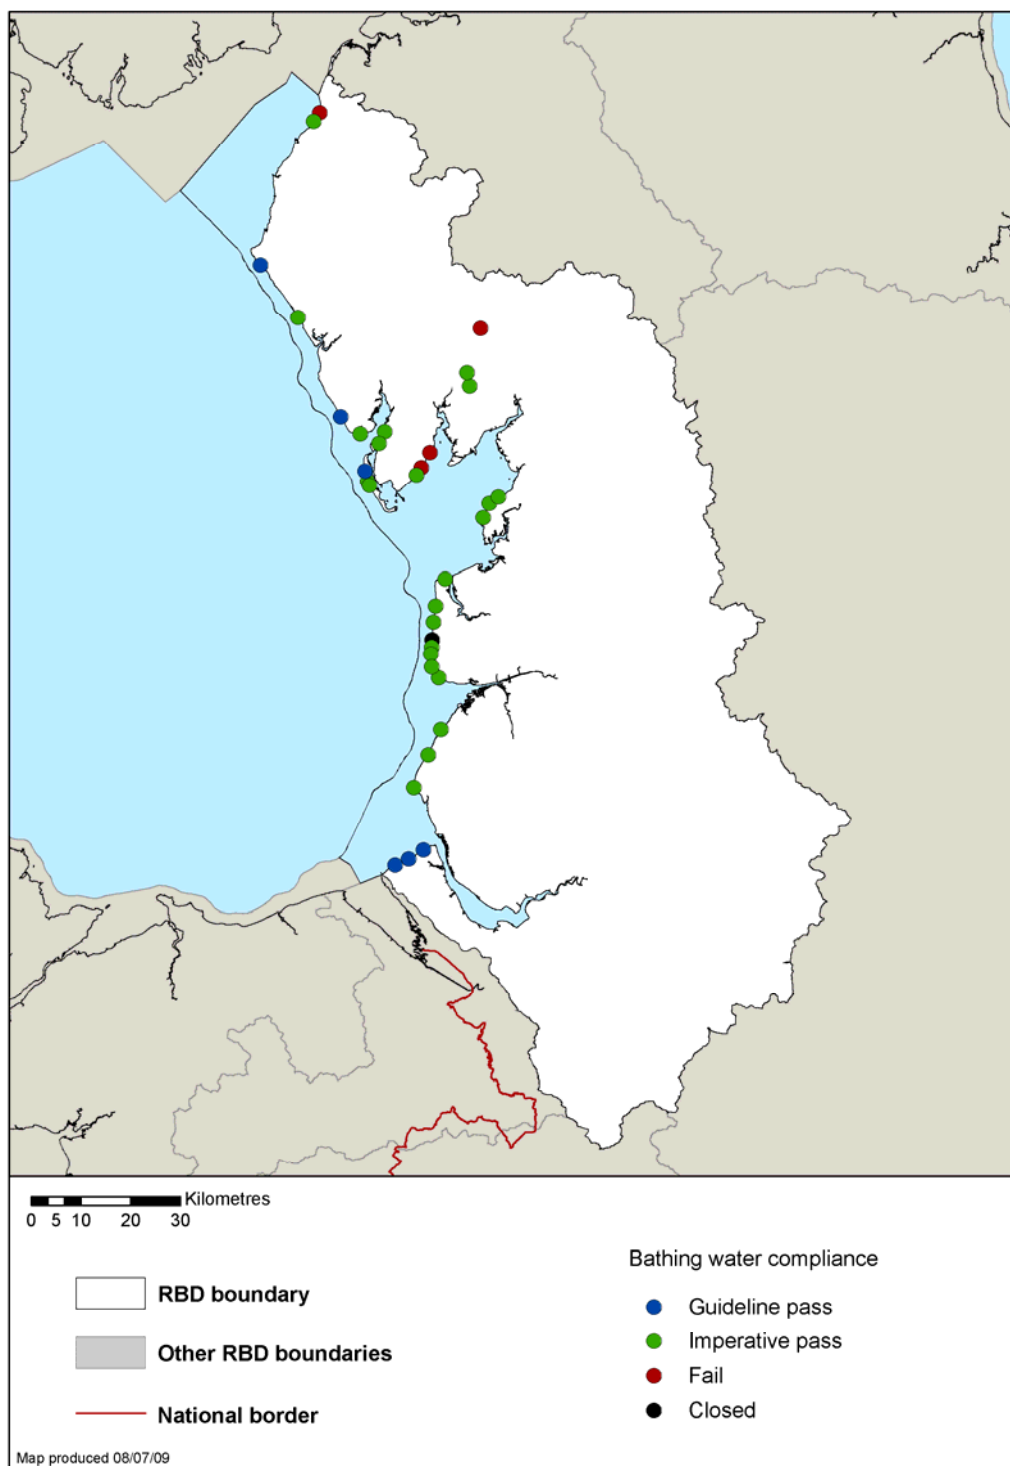 Kilometres
0 5 10 20 30
RBD boundary
Other RBD boundaries
National border
Bathing water compliance
Guideline pass
Imperative pass
Fail
Closed
Map produced 08/07/09